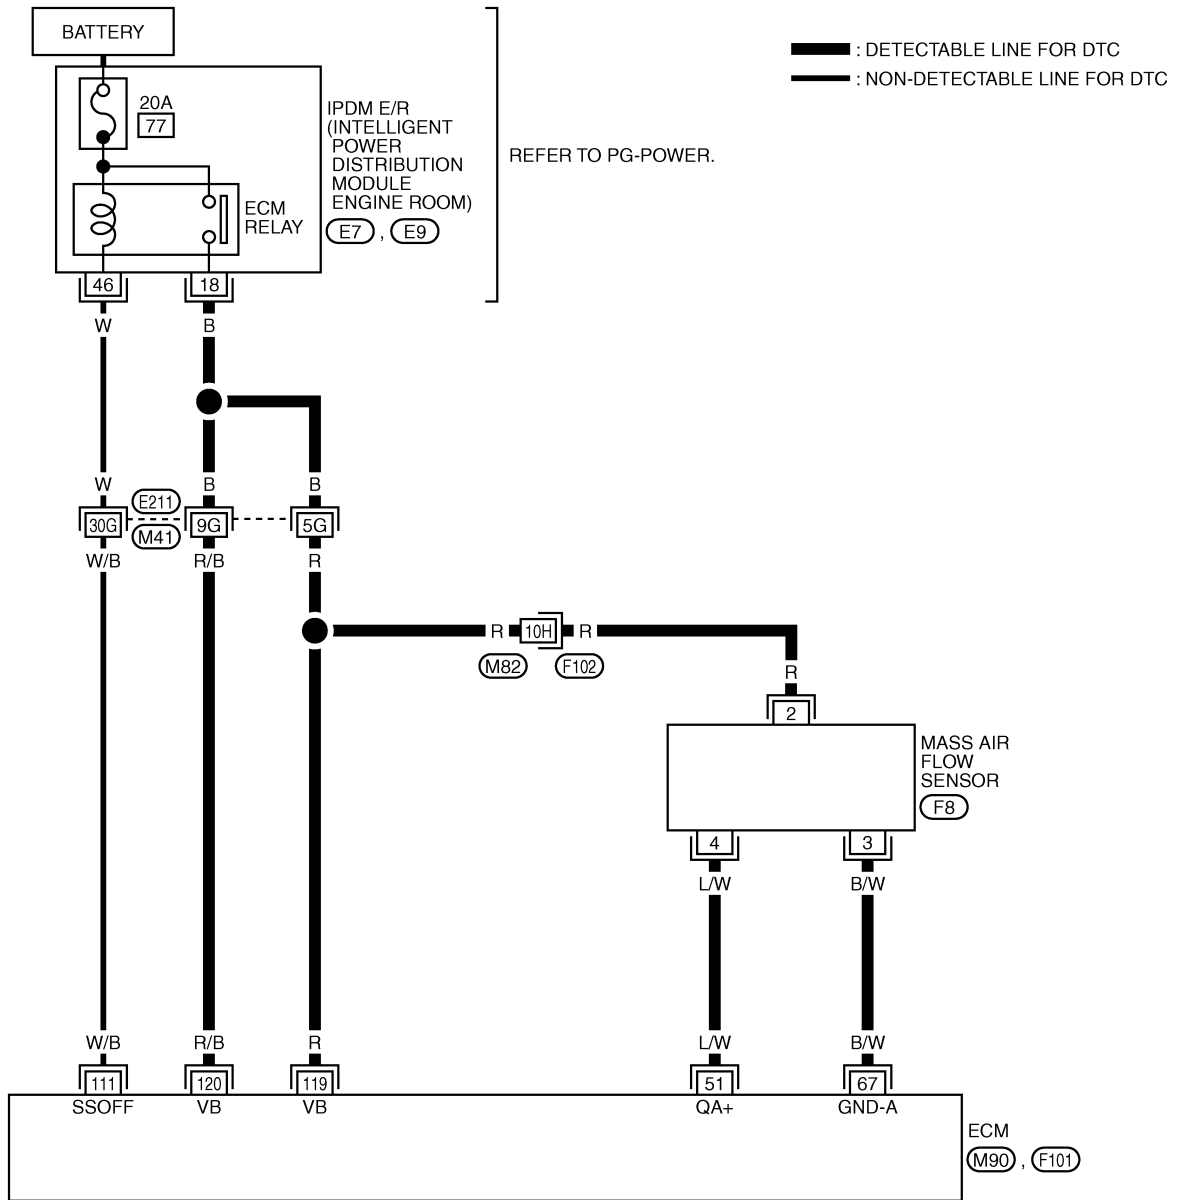 BATTERY
: DETECTABLE LINE FOR DTC
: NON-DETECTABLE LINE FOR DTC
20A
77
IPDM E/R
(INTELLIGENT
POWER
DISTRIBUTION
MODULE
ENGINE ROOM)
E7 , E9
REFER TO PG-POWER.
ECM
RELAY
46 18
W B
W B B
E211
30G 9G 5G
M41
W/B R/B R
R 10H R
M82 F102
R
2
MASS AIR
FLOW
SENSOR
F8
4 3
L/W B/W
W/B R/B R L/W B/W
111 120 119 51 67
SSOFF VB VB QA+ GND-A
ECM
M90 , F101